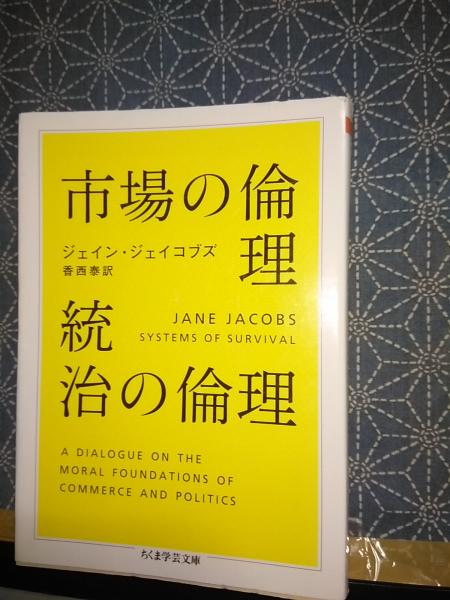 市場の倫
理
ジェイン・ジェイコブズ
香西泰訳
JANE JACOBS
SYSTEMS OF SURVIVAL
統
治の倫理
A DIALOGUE ON THE
MORAL FOUNDATIONS OF
COMMERCE AND POLITICS
ちくま学芸文庫